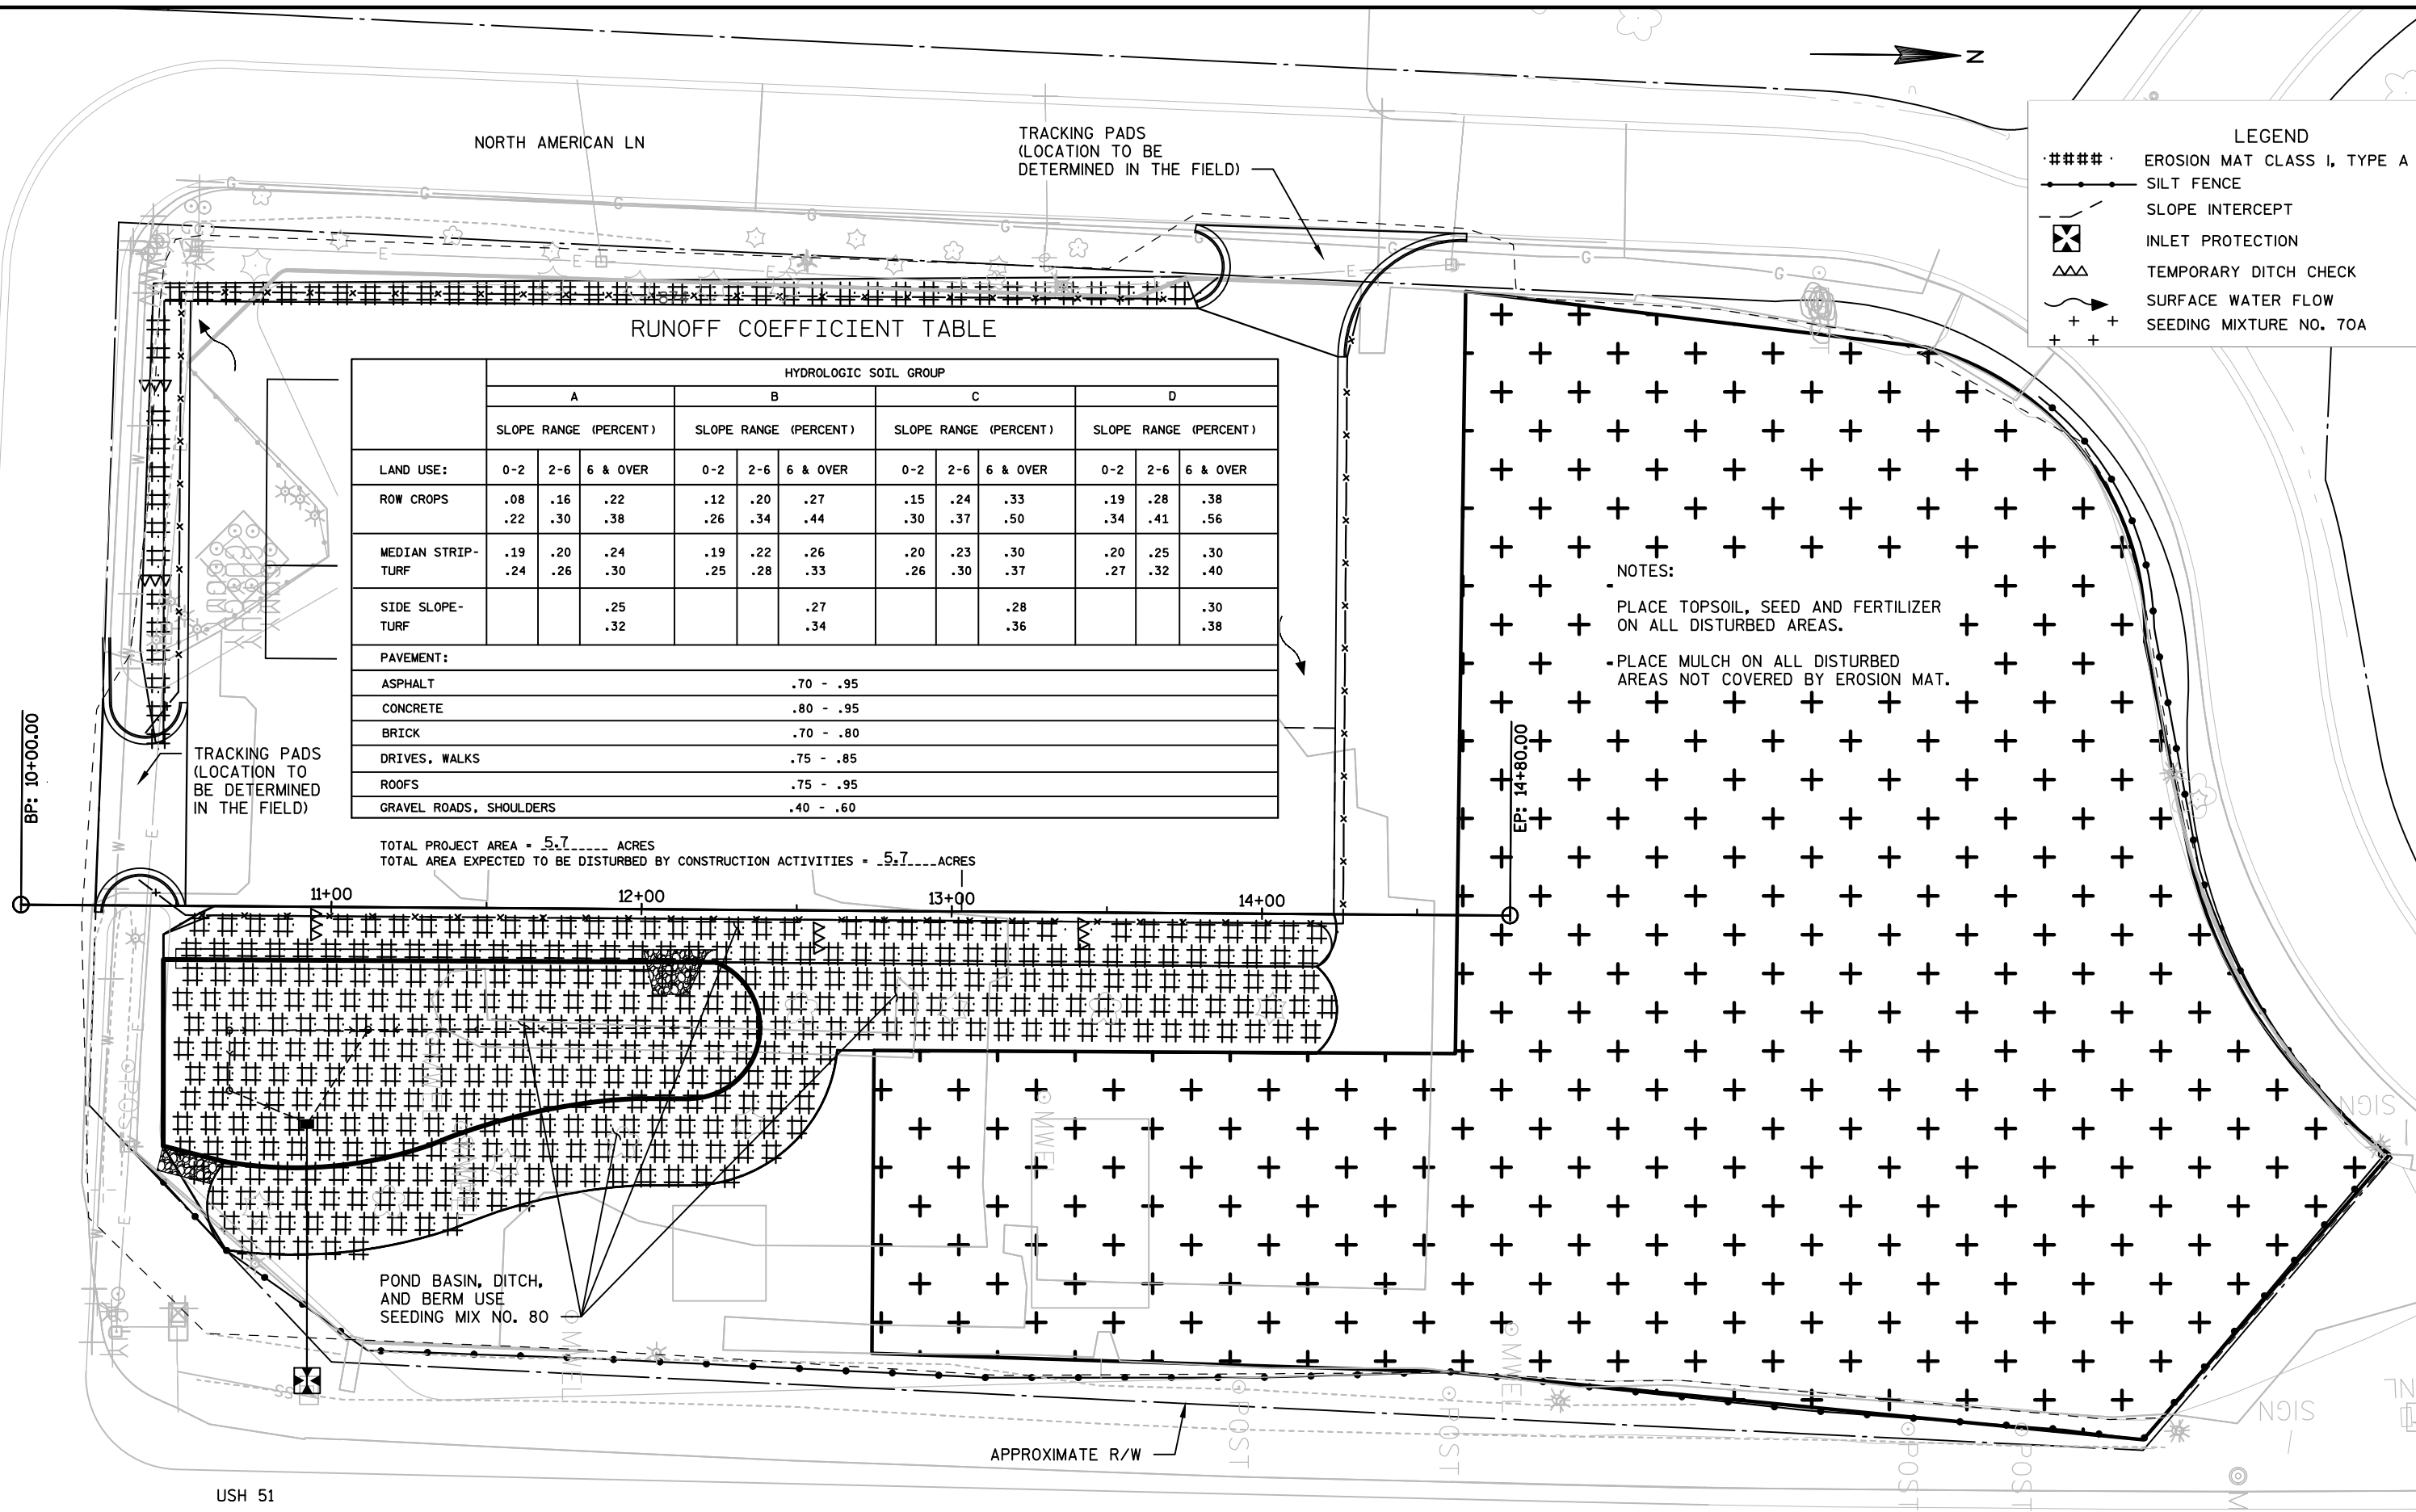 N
LEGEND
EROSION MAT CLASS I, TYPE A
SILT FENCE
SLOPE INTERCEPT
INLET PROTECTION
TEMPORARY DITCH CHECK
SURFACE WATER FLOW
SEEDING MIXTURE NO. 70A
NORTH AMERICAN LN
TRACKING PADS
(LOCATION TO BE
DETERMINED IN THE FIELD)
RUNOFF COEFFICIENT TABLE
HYDROLOGIC SOIL GROUP
A B C D
SLOPE RANGE (PERCENT) SLOPE RANGE (PERCENT) SLOPE RANGE (PERCENT) SLOPE RANGE (PERCENT)
LAND USE: 0-2 2-6 6 & OVER 0-2 2-6 6 & OVER 0-2 2-6 6 & OVER 0-2 2-6 6 & OVER
ROW CROPS .08 .16 .22 .12 .20 .27 .15 .24 .33 .19 .28 .38
.22 .30 .38 .26 .34 .44 .30 .37 .50 .34 .41 .56
MEDIAN STRIP- .19 .20 .24 .19 .22 .26 .20 .23 .30 .20 .25 .30
TURF .24 .26 .30 .25 .28 .33 .26 .30 .37 .27 .32 .40
SIDE SLOPE- .25 .27 .28 .30
TURF .32 .34 .36 .38
PAVEMENT:
ASPHALT .70 - .95
CONCRETE .80 - .95
BRICK .70 - .80
DRIVES, WALKS .75 - .85
ROOFS .75 - .95
GRAVEL ROADS, SHOULDERS .40 - .60
TOTAL PROJECT AREA = 5.7 ACRES
TOTAL AREA EXPECTED TO BE DISTURBED BY CONSTRUCTION ACTIVITIES = 5.7 ACRES
NOTES:
PLACE TOPSOIL, SEED AND FERTILIZER
ON ALL DISTURBED AREAS.
PLACE MULCH ON ALL DISTURBED
AREAS NOT COVERED BY EROSION MAT.
TRACKING PADS
(LOCATION TO
BE DETERMINED
IN THE FIELD)
BP: 10+00.00
EP: 14+80.00
11+00
12+00
13+00
14+00
POND BASIN, DITCH,
AND BERM USE
SEEDING MIX NO. 80
APPROXIMATE R/W
USH 51
SIGN
SIGN
POST
POST
POST
POST
MWEL
MWEL
SS